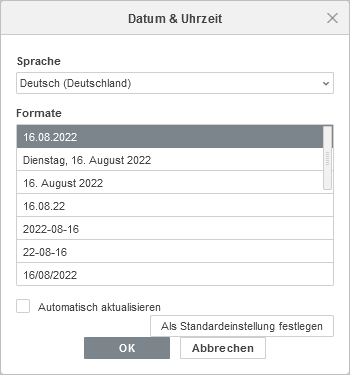 Datum & Uhrzeit
Sprache
Deutsch (Deutschland)
Formate
16.08.2022
Dienstag, 16. August 2022
16. August 2022
16.08.22
2022-08-16
22-08-16
16/08/2022
Automatisch aktualisieren
Als Standardeinstellung festlegen
OK Abbrechen